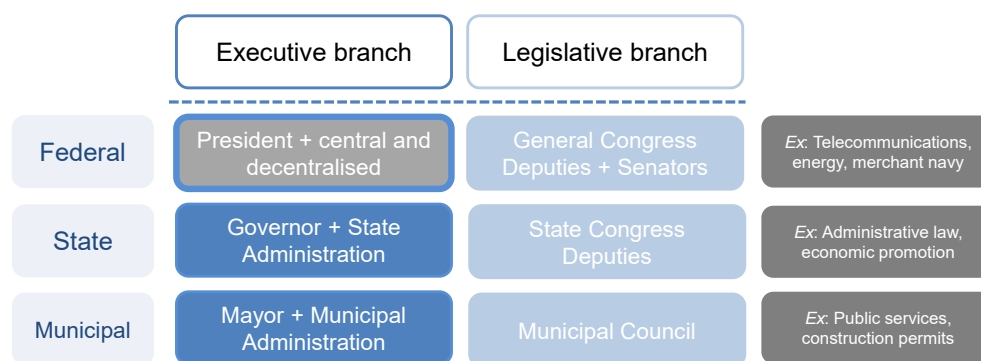 Executive branch
Legislative branch
Federal
President + central and
decentralised
General Congress
Deputies + Senators
Ex: Telecommunications,
energy, merchant navy
State
Governor + State
Administration
State Congress
Deputies
Ex: Administrative law,
economic promotion
Municipal
Mayor + Municipal
Administration
Municipal Council
Ex: Public services,
construction permits